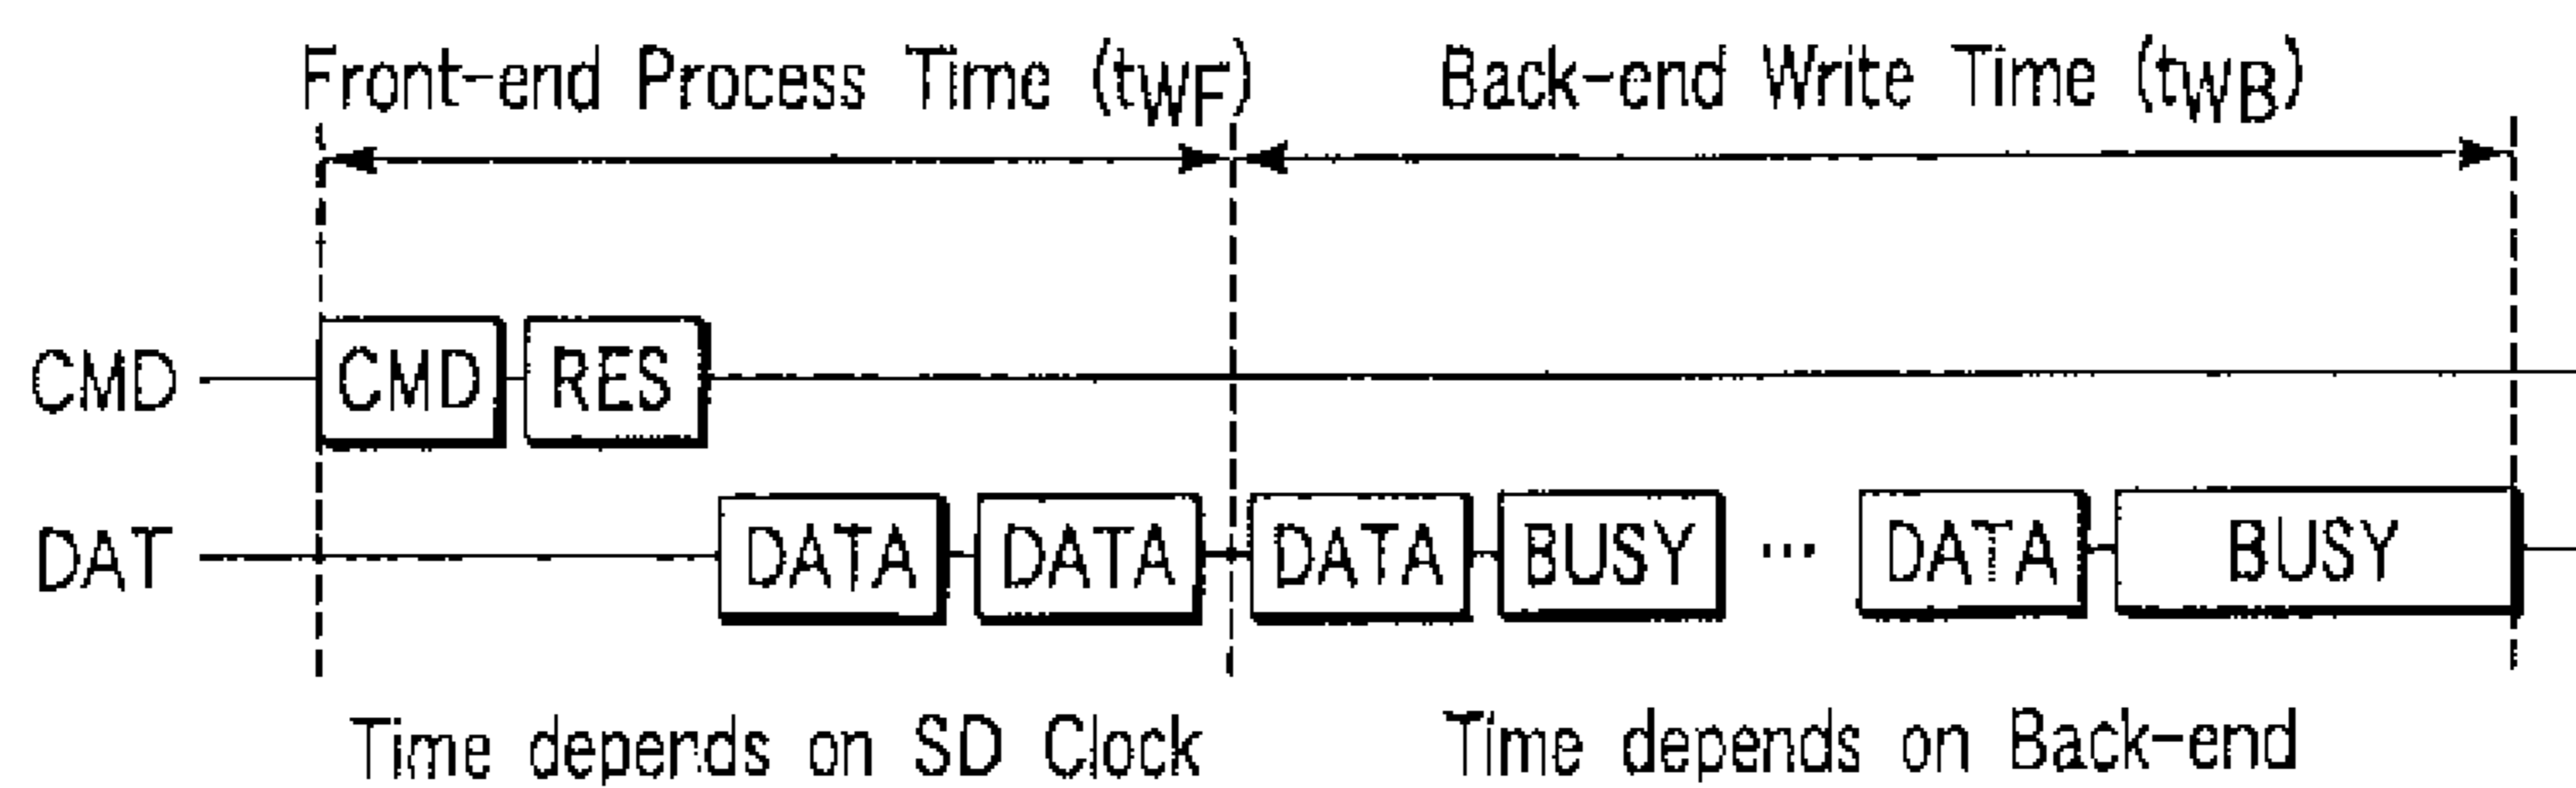 Front-end Process Time (tWF) Back-end Write Time (tWB)
CMD CMD RES
DAT DATA DATA DATA BUSY ... DATA BUSY
Time depends on SD Clock Time depends on Back-end